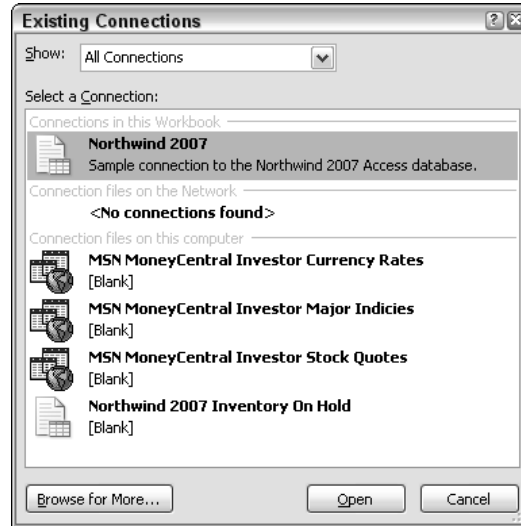 Existing Connections
Show: All Connections
Select a Connection:
Connections in this Workbook
Northwind 2007
Sample connection to the Northwind 2007 Access database.
Connection files on the Network
<No connections found>
Connection files on this computer
MSN MoneyCentral Investor Currency Rates
[Blank]
MSN MoneyCentral Investor Major Indicies
[Blank]
MSN MoneyCentral Investor Stock Quotes
[Blank]
Northwind 2007 Inventory On Hold
[Blank]
Browse for More... Open Cancel